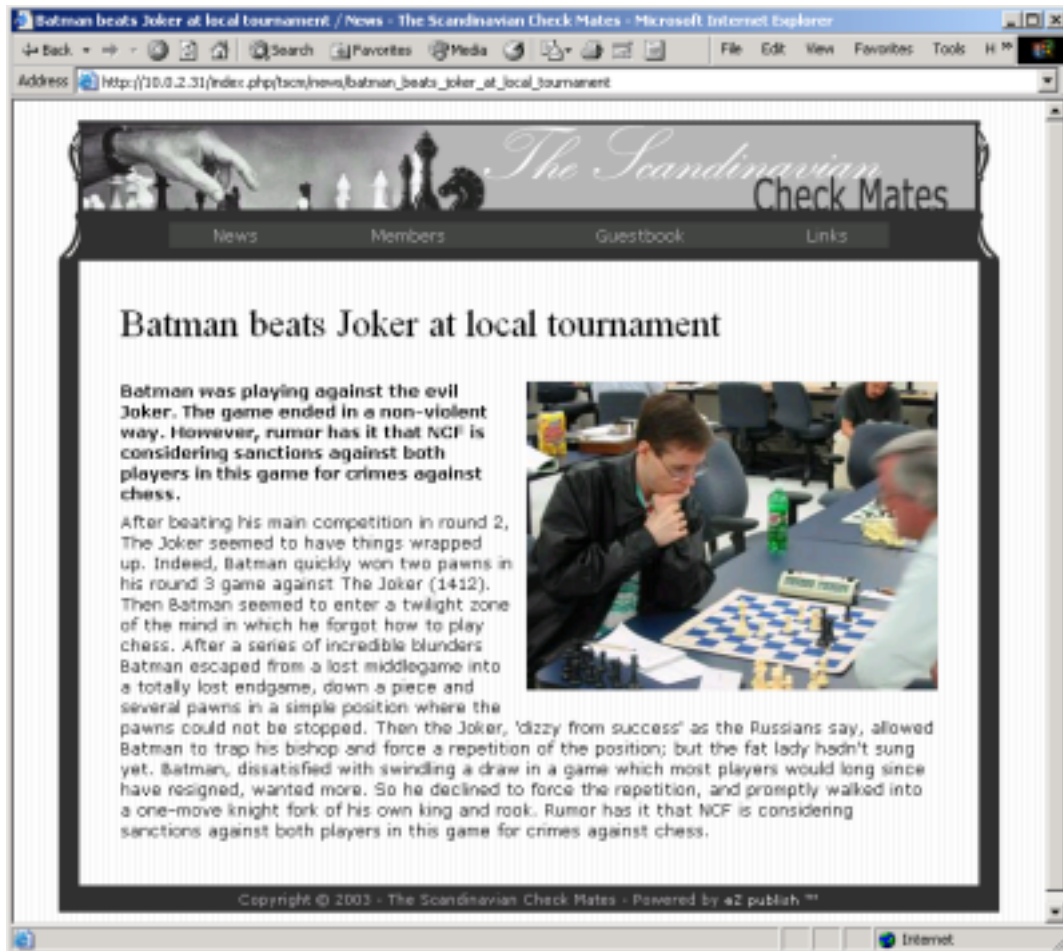 Batman beats Joker at local tournament / News - The Scandinavian Check Mates - Microsoft Internet Explorer
Back Search Favorites Media File Edit View Favorites Tools H »
Address http://10.0.2.31/index.php/tscm/news/batman_beats_joker_at_local_tournament
The Scandinavian
Check Mates
News Members Guestbook Links
Batman beats Joker at local tournament
Batman was playing against the evil
Joker. The game ended in a non-violent
way. However, rumor has it that NCF is
considering sanctions against both
players in this game for crimes against
chess.
After beating his main competition in round 2,
The Joker seemed to have things wrapped
up. Indeed, Batman quickly won two pawns in
his round 3 game against The Joker (1412).
Then Batman seemed to enter a twilight zone
of the mind in which he forgot how to play
chess. After a series of incredible blunders
Batman escaped from a lost middlegame into
a totally lost endgame, down a piece and
several pawns in a simple position where the
pawns could not be stopped. Then the Joker, 'dizzy from success' as the Russians say, allowed
Batman to trap his bishop and force a repetition of the position; but the fat lady hadn't sung
yet. Batman, dissatisfied with swindling a draw in a game which most players would long since
have resigned, wanted more. So he declined to force the repetition, and promptly walked into
a one-move knight fork of his own king and rook. Rumor has it that NCF is considering
sanctions against both players in this game for crimes against chess.
Copyright © 2003 - The Scandinavian Check Mates - Powered by eZ publish ™
Internet